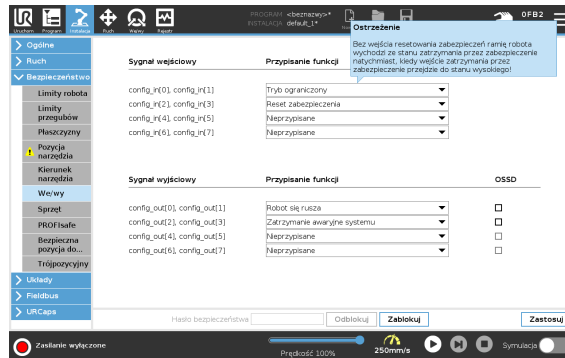 PROGRAM <beznazwy>*
INSTALACJA default_1*
0FB2
Uruchom Program Instalacja Ruch We/wy Rejestr
Ostrzeżenie
Bez wejścia resetowania zabezpieczeń ramię robota
wychodzi ze stanu zatrzymania przez zabezpieczenie
natychmiast, kiedy wejście zatrzymania przez
zabezpieczenie przejdzie do stanu wysokiego!
Ogólne
Ruch
Bezpieczeństwo
Limity robota
Limity
przegubów
Płaszczyzny
Pozycja
narzędzia
Kierunek
narzędzia
We/wy
Sprzęt
PROFIsafe
Bezpieczna
pozycja do...
Trójpozycyjny
Układy
Fieldbus
URCaps
Sygnał wejściowy Przypisanie funkcji
config_in[0], config_in[1] Tryb ograniczony
config_in[2], config_in[3] Reset zabezpieczenia
config_in[4], config_in[5] Nieprzypisane
config_in[6], config_in[7] Nieprzypisane
Sygnał wyjściowy Przypisanie funkcji OSSD
config_out[0], config_out[1] Robot się rusza
config_out[2], config_out[3] Zatrzymanie awaryjne systemu
config_out[4], config_out[5] Nieprzypisane
config_out[6], config_out[7] Nieprzypisane
Hasło bezpieczeństwa Odblokuj Zablokuj Zastosuj
Zasilanie wyłączone
Prędkość 100%
250mm/s
Symulacja